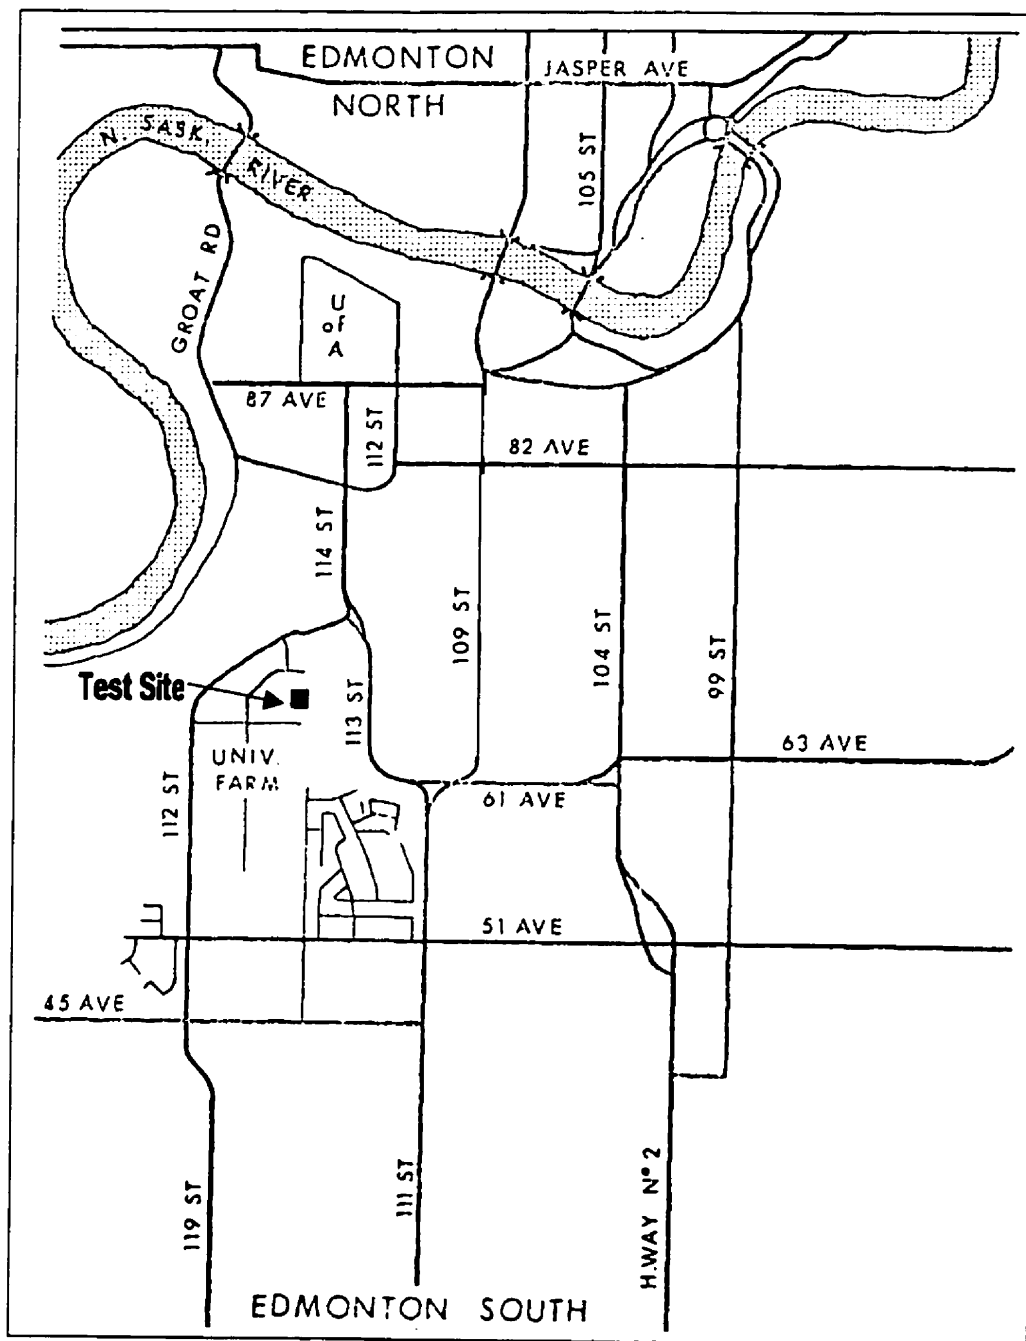 EDMONTON
JASPER AVE
NORTH
N SASK.
RIVER
105 ST
GROAT RD
U
of
A
87 AVE
112 ST
82 AVE
114 ST
109 ST
104 ST
99 ST
Test Site
113 ST
63 AVE
UNIV.
FARM
61 AVE
112 ST
51 AVE
45 AVE
119 ST
111 ST
H.WAY Nº 2
EDMONTON SOUTH